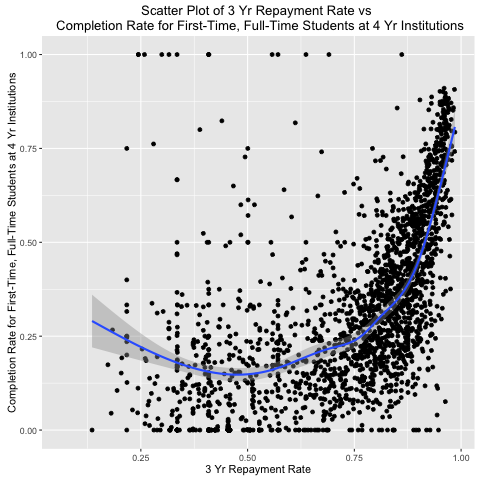 Scatter Plot of 3 Yr Repayment Rate vs
Completion Rate for First-Time, Full-Time Students at 4 Yr Institutions
Completion Rate for First-Time, Full-Time Students at 4 Yr Institutions
1.00
0.75
0.50
0.25
0.00
0.25
0.50
0.75
1.00
3 Yr Repayment Rate